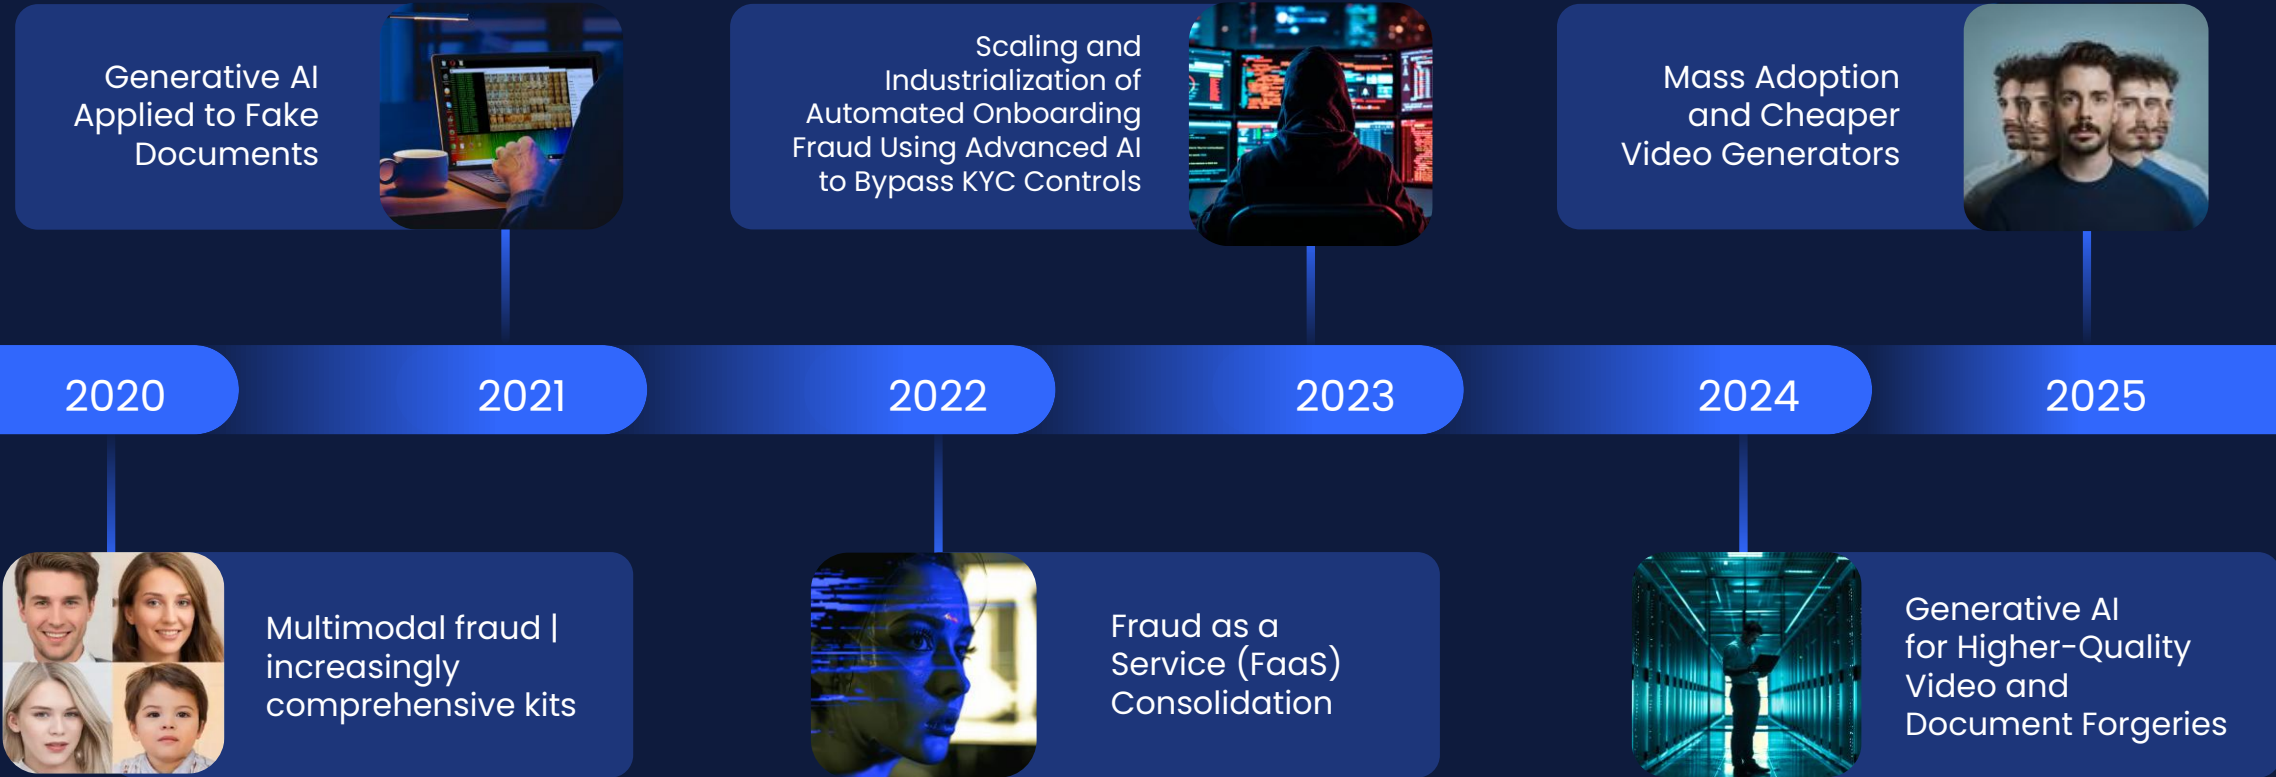 Generative AI
Applied to Fake
Documents
Scaling and
Industrialization of
Automated Onboarding
Fraud Using Advanced AI
to Bypass KYC Controls
Mass Adoption
and Cheaper
Video Generators
2020
2021
2022
2023
2024
2025
Multimodal fraud |
increasingly
comprehensive kits
Fraud as a
Service (FaaS)
Consolidation
Generative AI
for Higher-Quality
Video and
Document Forgeries